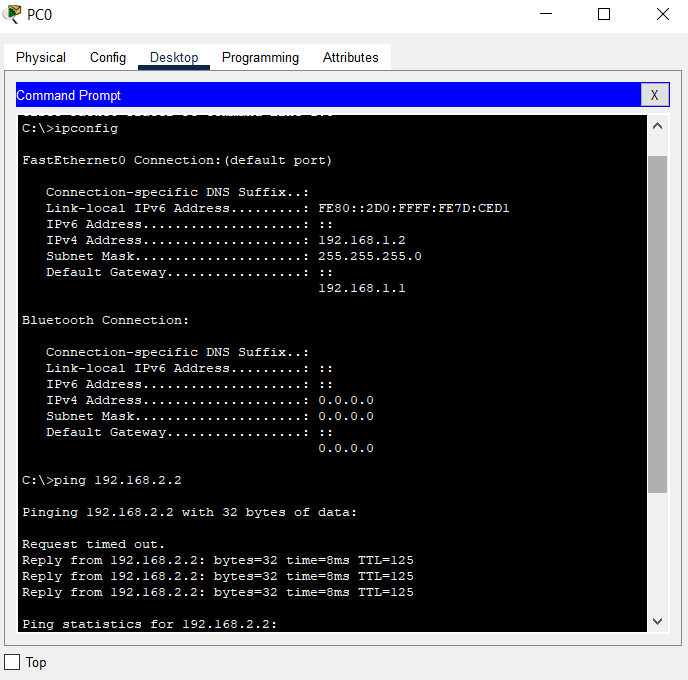 PC0
Physical Config Desktop Programming Attributes
Command Prompt X
C:\>ipconfig
FastEthernet0 Connection:(default port)
Connection-specific DNS Suffix..:
Link-local IPv6 Address.........: FE80::2D0:FFFF:FE7D:CED1
IPv6 Address....................: ::
IPv4 Address....................: 192.168.1.2
Subnet Mask.....................: 255.255.255.0
Default Gateway.................: ::
192.168.1.1
Bluetooth Connection:
Connection-specific DNS Suffix..:
Link-local IPv6 Address.........: ::
IPv6 Address....................: ::
IPv4 Address....................: 0.0.0.0
Subnet Mask.....................: 0.0.0.0
Default Gateway.................: ::
0.0.0.0
C:\>ping 192.168.2.2
Pinging 192.168.2.2 with 32 bytes of data:
Request timed out.
Reply from 192.168.2.2: bytes=32 time=8ms TTL=125
Reply from 192.168.2.2: bytes=32 time=8ms TTL=125
Reply from 192.168.2.2: bytes=32 time=8ms TTL=125
Ping statistics for 192.168.2.2:
Top